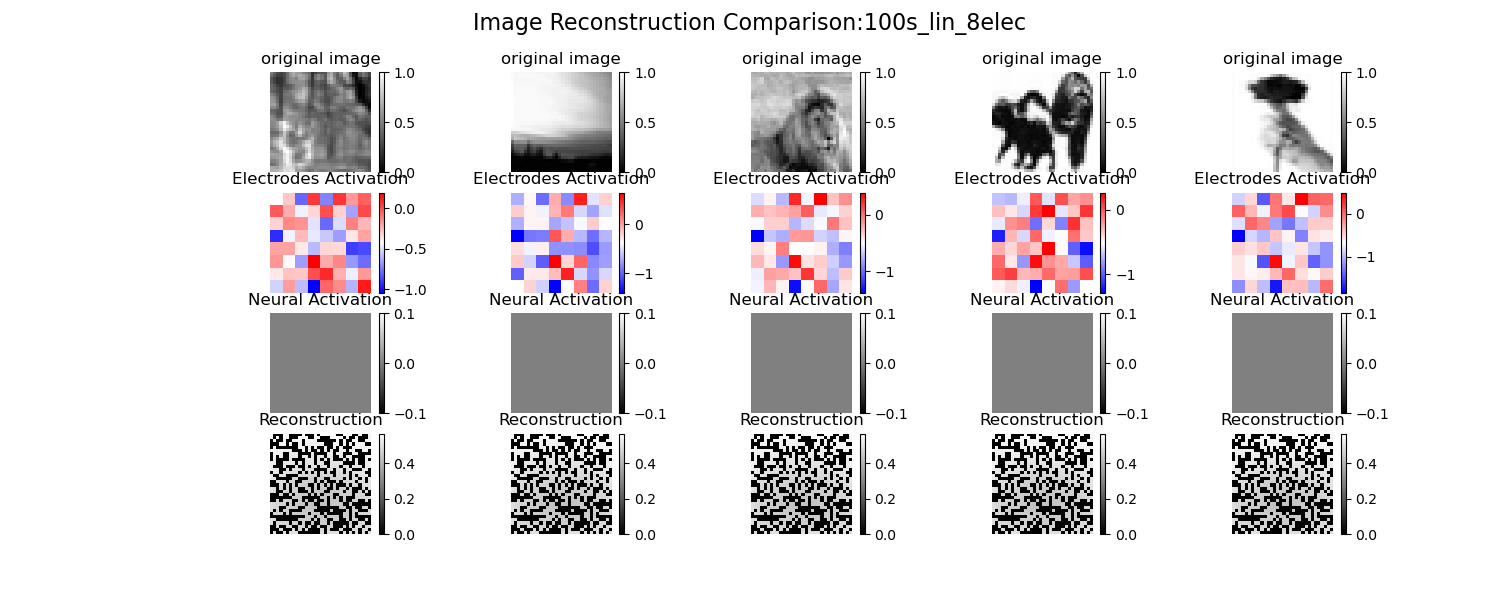 Image Reconstruction Comparison:100s_lin_8elec
original image original image original image original image original image
1.0 1.0 1.0 1.0 1.0
0.5 0.5 0.5 0.5 0.5
0.0 0.0 0.0 0.0 0.0
Electrodes Activation Electrodes Activation Electrodes Activation Electrodes Activation Electrodes Activation
0.0 0 0 0 0
−0.5 −1 −1 −1 −1
−1.0
Neural Activation Neural Activation Neural Activation Neural Activation Neural Activation
0.1 0.1 0.1 0.1 0.1
0.0 0.0 0.0 0.0 0.0
−0.1 −0.1 −0.1 −0.1 −0.1
Reconstruction Reconstruction Reconstruction Reconstruction Reconstruction
0.4 0.4 0.4 0.4 0.4
0.2 0.2 0.2 0.2 0.2
0.0 0.0 0.0 0.0 0.0